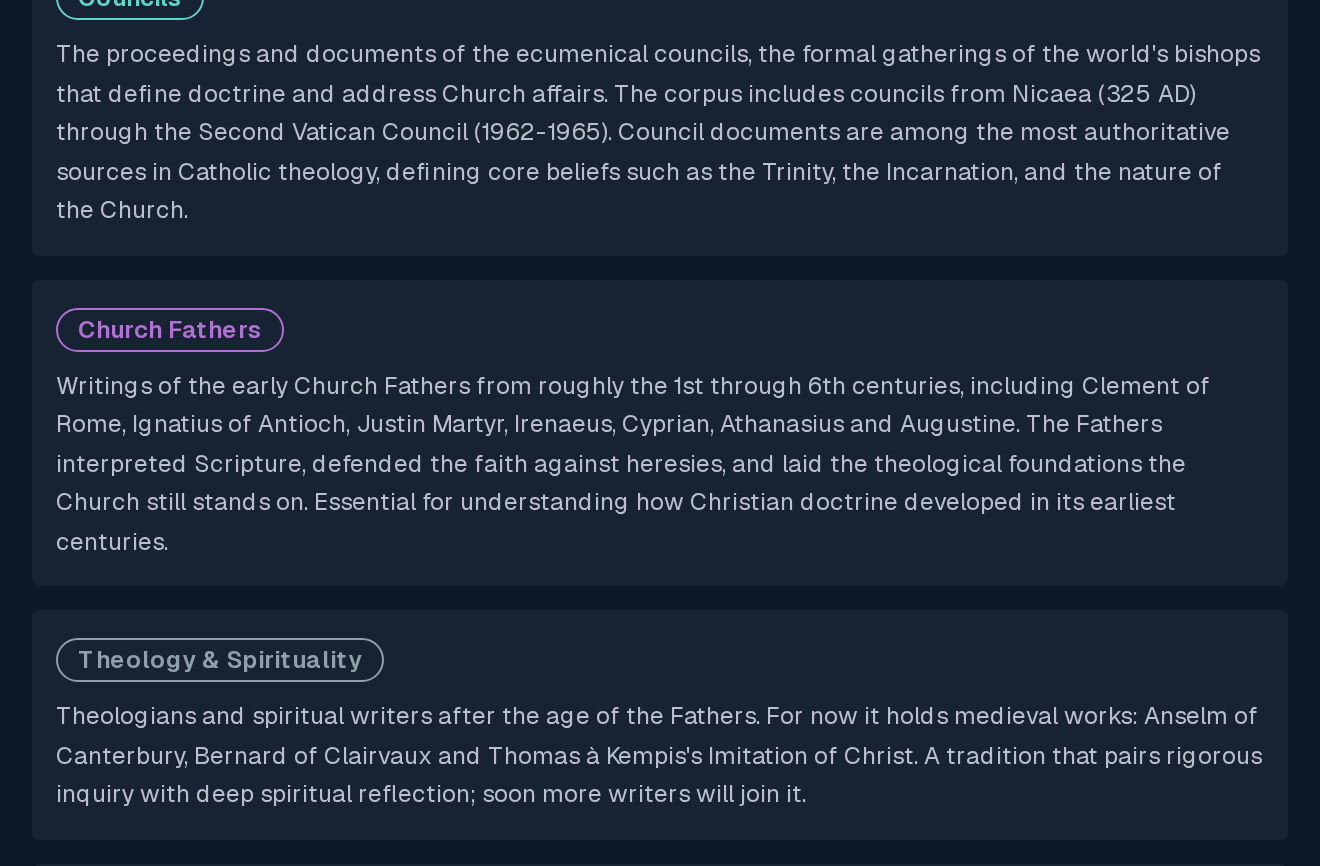 Councils
The proceedings and documents of the ecumenical councils, the formal gatherings of the world's bishops
that define doctrine and address Church affairs. The corpus includes councils from Nicaea (325 AD)
through the Second Vatican Council (1962-1965). Council documents are among the most authoritative
sources in Catholic theology, defining core beliefs such as the Trinity, the Incarnation, and the nature of
the Church.
Church Fathers
Writings of the early Church Fathers from roughly the 1st through 6th centuries, including Clement of
Rome, Ignatius of Antioch, Justin Martyr, Irenaeus, Cyprian, Athanasius and Augustine. The Fathers
interpreted Scripture, defended the faith against heresies, and laid the theological foundations the
Church still stands on. Essential for understanding how Christian doctrine developed in its earliest
centuries.
Theology & Spirituality
Theologians and spiritual writers after the age of the Fathers. For now it holds medieval works: Anselm of
Canterbury, Bernard of Clairvaux and Thomas à Kempis's Imitation of Christ. A tradition that pairs rigorous
inquiry with deep spiritual reflection; soon more writers will join it.